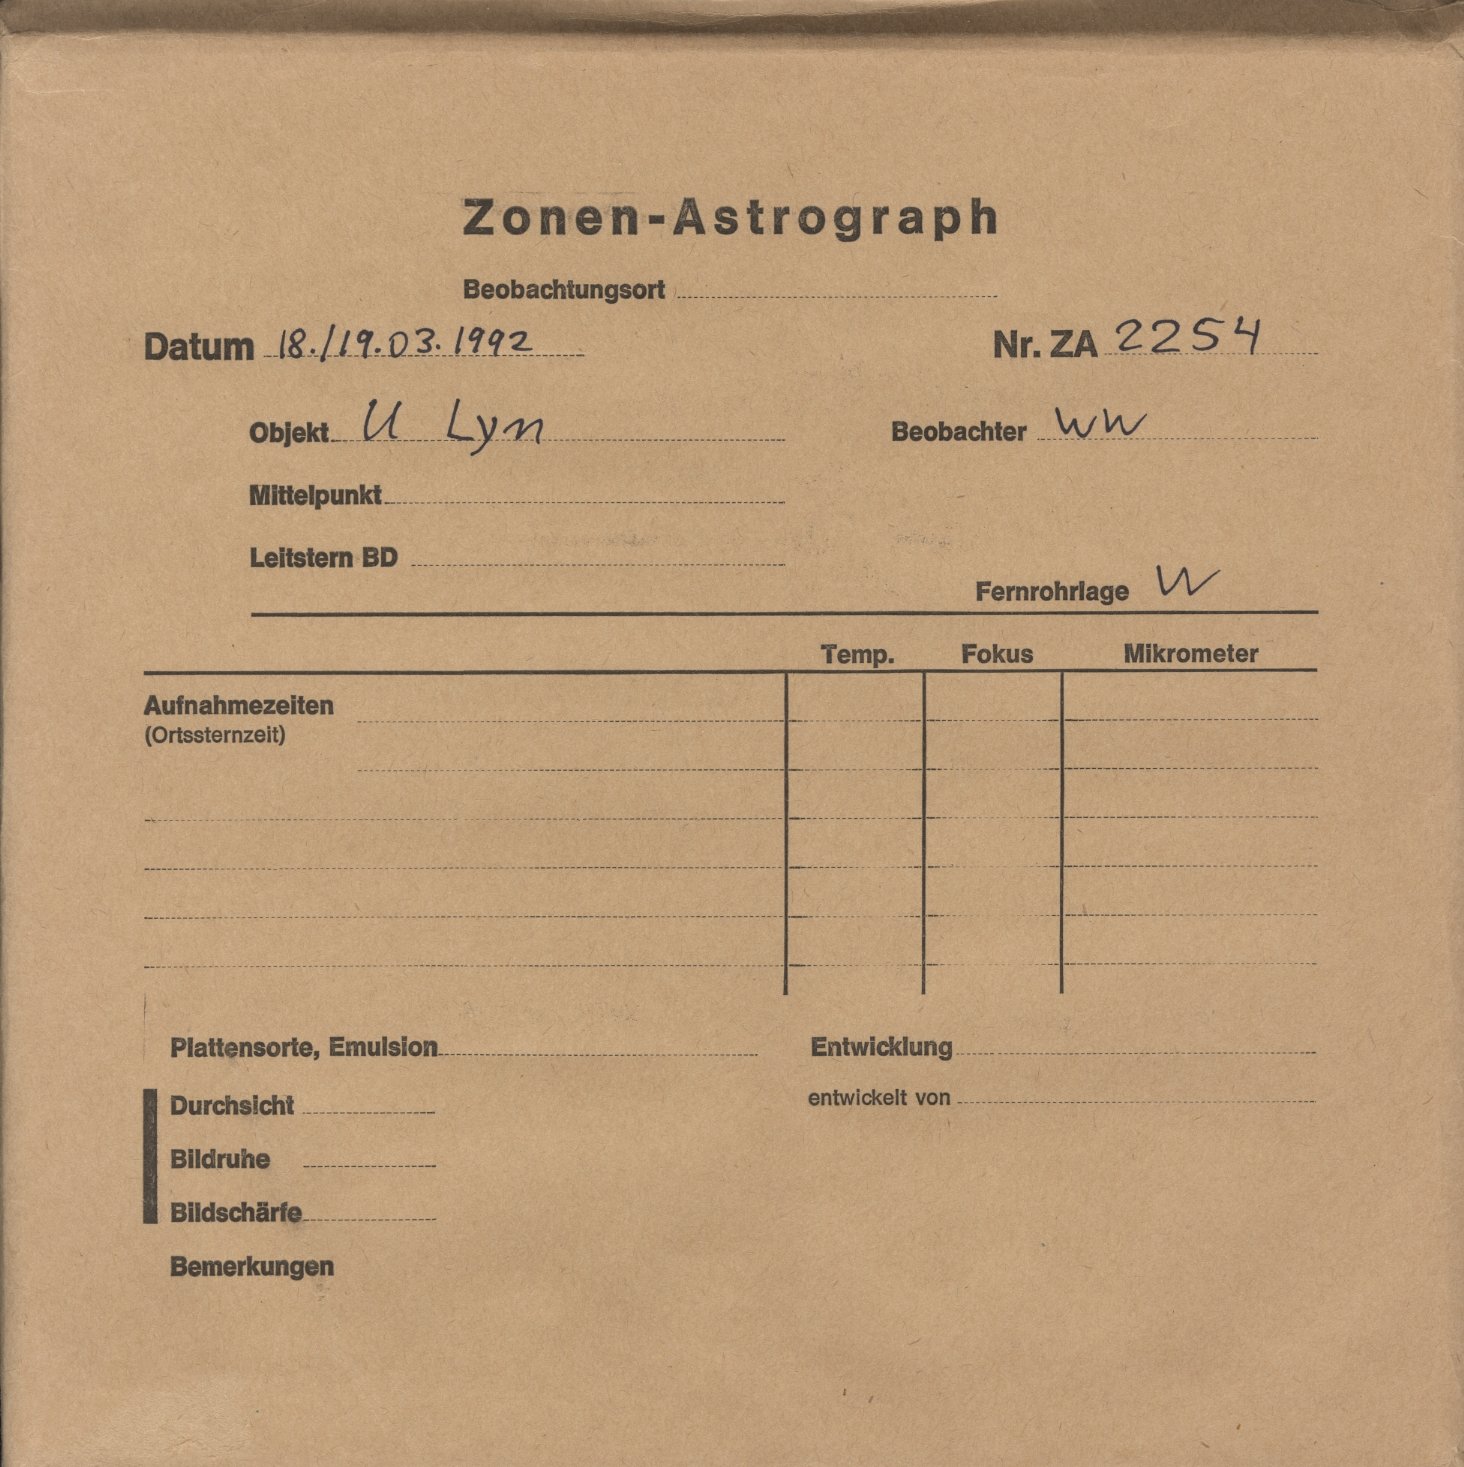 Zonen-Astrograph
Beobachtungsort
Datum 18./19.03.1992 Nr. ZA 2254
Objekt U Lyn Beobachter WW
Mittelpunkt
Leitstern BD
Fernrohrlage W
Temp. Fokus Mikrometer
Aufnahmezeiten
(Ortssternzeit)
Plattensorte, Emulsion Entwicklung
Durchsicht entwickelt von
Bildruhe
Bildschärfe
Bemerkungen